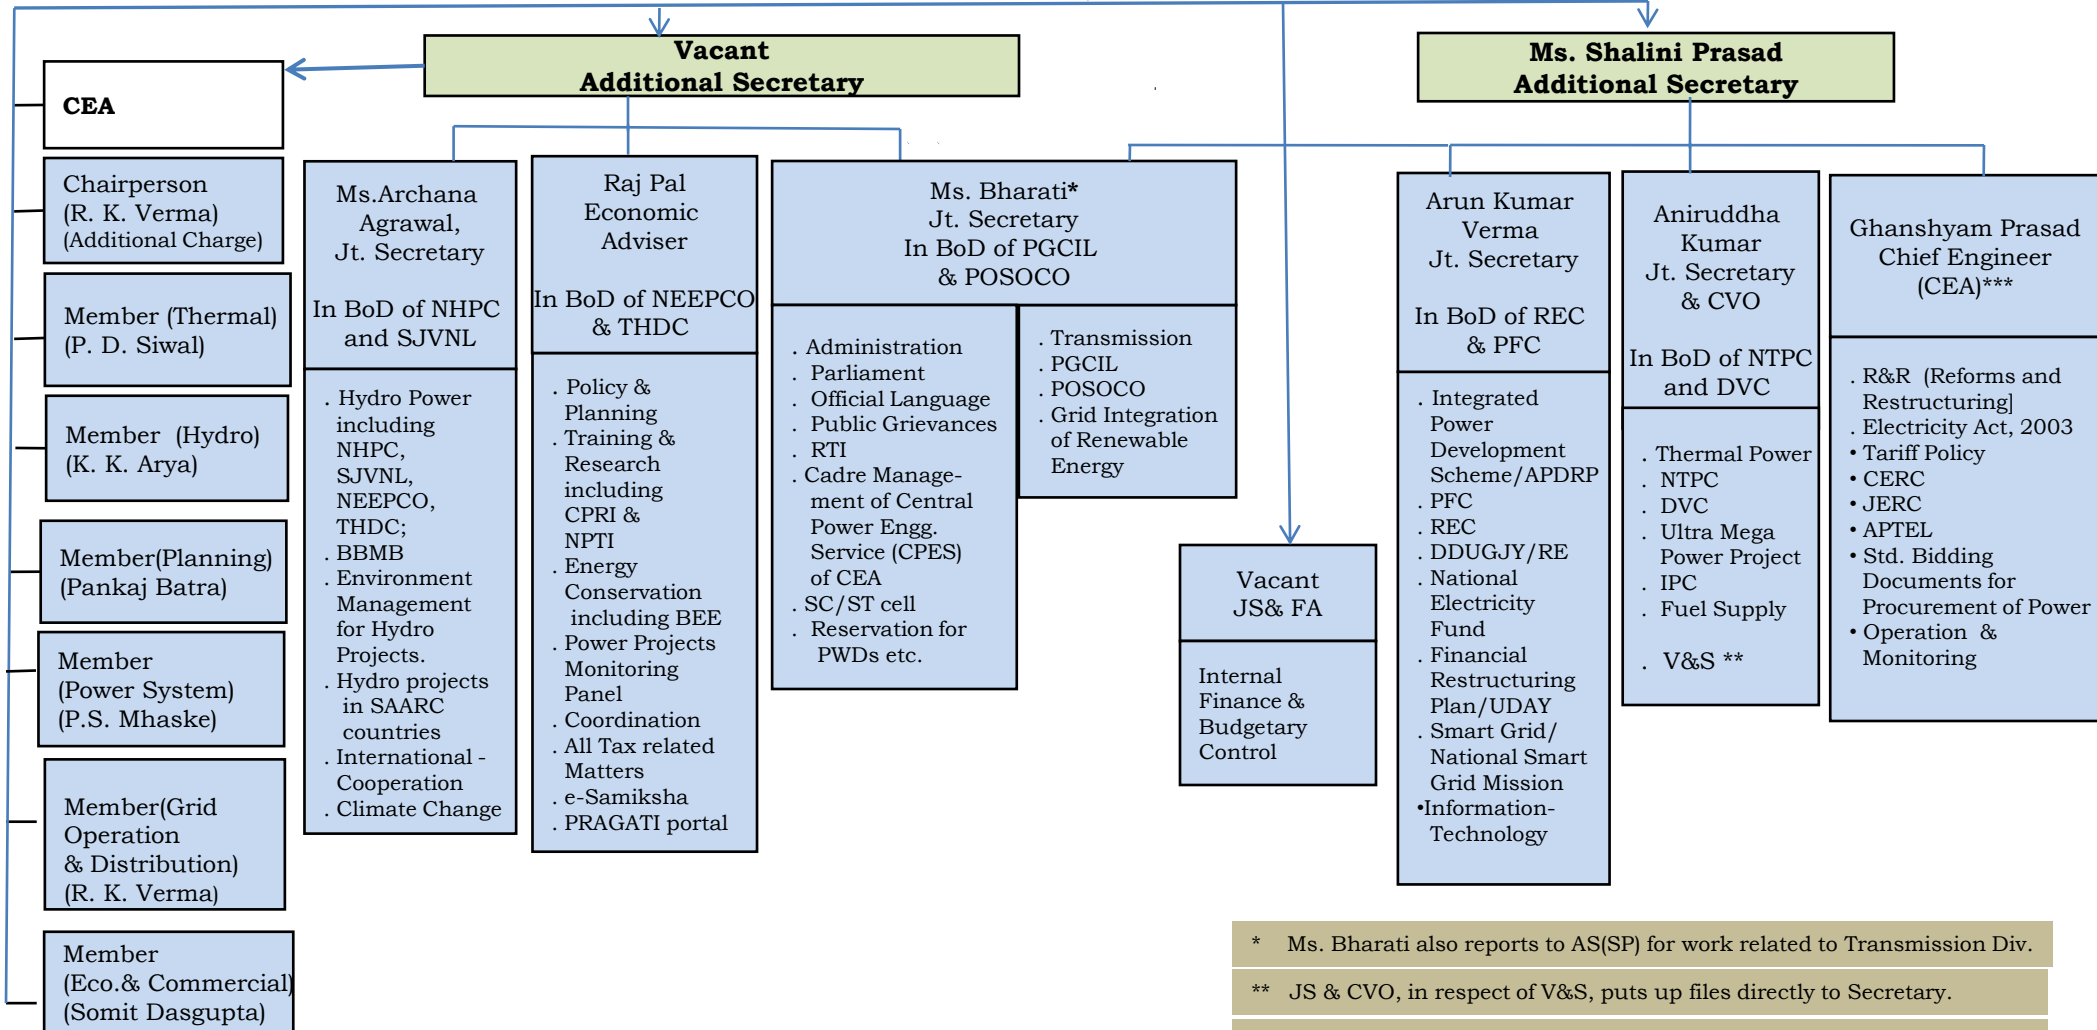 Vacant
Additional Secretary
Ms. Shalini Prasad
Additional Secretary
CEA
Chairperson
(R. K. Verma)
(Additional Charge)
Member (Thermal)
(P. D. Siwal)
Member (Hydro)
(K. K. Arya)
Member(Planning)
(Pankaj Batra)
Member
(Power System)
(P.S. Mhaske)
Member(Grid
Operation
& Distribution)
(R. K. Verma)
Member
(Eco.& Commercial)
(Somit Dasgupta)
Ms.Archana
Agrawal,
Jt. Secretary
In BoD of NHPC
and SJVNL
. Hydro Power
including
NHPC,
SJVNL,
NEEPCO,
THDC;
. BBMB
. Environment
Management
for Hydro
Projects.
. Hydro projects
in SAARC
countries
. International -
Cooperation
. Climate Change
Raj Pal
Economic
Adviser
In BoD of NEEPCO
& THDC
. Policy &
Planning
. Training &
Research
including
CPRI &
NPTI
. Energy
Conservation
including BEE
. Power Projects
Monitoring
Panel
. Coordination
. All Tax related
Matters
. e-Samiksha
. PRAGATI portal
Ms. Bharati*
Jt. Secretary
In BoD of PGCIL
& POSOCO
. Administration
. Parliament
. Official Language
. Public Grievances
. RTI
. Cadre Manage-
ment of Central
Power Engg.
Service (CPES)
of CEA
. SC/ST cell
. Reservation for
PWDs etc.
. Transmission
. PGCIL
. POSOCO
. Grid Integration
of Renewable
Energy
Vacant
JS& FA
Internal
Finance &
Budgetary
Control
Arun Kumar
Verma
Jt. Secretary
In BoD of REC
& PFC
. Integrated
Power
Development
Scheme/APDRP
. PFC
. REC
. DDUGJY/RE
. National
Electricity
Fund
. Financial
Restructuring
Plan/UDAY
. Smart Grid/
National Smart
Grid Mission
•Information-
Technology
Aniruddha
Kumar
Jt. Secretary
& CVO
In BoD of NTPC
and DVC
. Thermal Power
. NTPC
. DVC
. Ultra Mega
Power Project
. IPC
. Fuel Supply
. V&S **
Ghanshyam Prasad
Chief Engineer
(CEA)***
. R&R (Reforms and
Restructuring]
. Electricity Act, 2003
• Tariff Policy
• CERC
• JERC
• APTEL
• Std. Bidding
Documents for
Procurement of Power
• Operation &
Monitoring
* Ms. Bharati also reports to AS(SP) for work related to Transmission Div.
** JS & CVO, in respect of V&S, puts up files directly to Secretary.